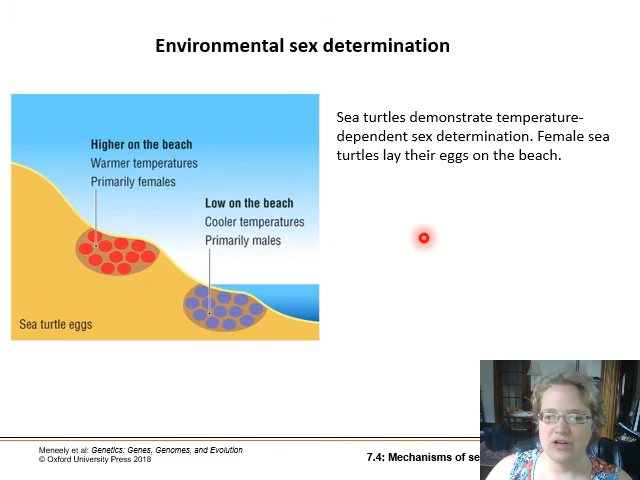 Environmental sex determination
Higher on the beach
Warmer temperatures
Primarily females
Low on the beach
Cooler temperatures
Primarily males
Sea turtle eggs
Sea turtles demonstrate temperature-
dependent sex determination. Female sea
turtles lay their eggs on the beach.
Meneely et al: Genetics: Genes, Genomes, and Evolution
© Oxford University Press 2018
7.4: Mechanisms of se